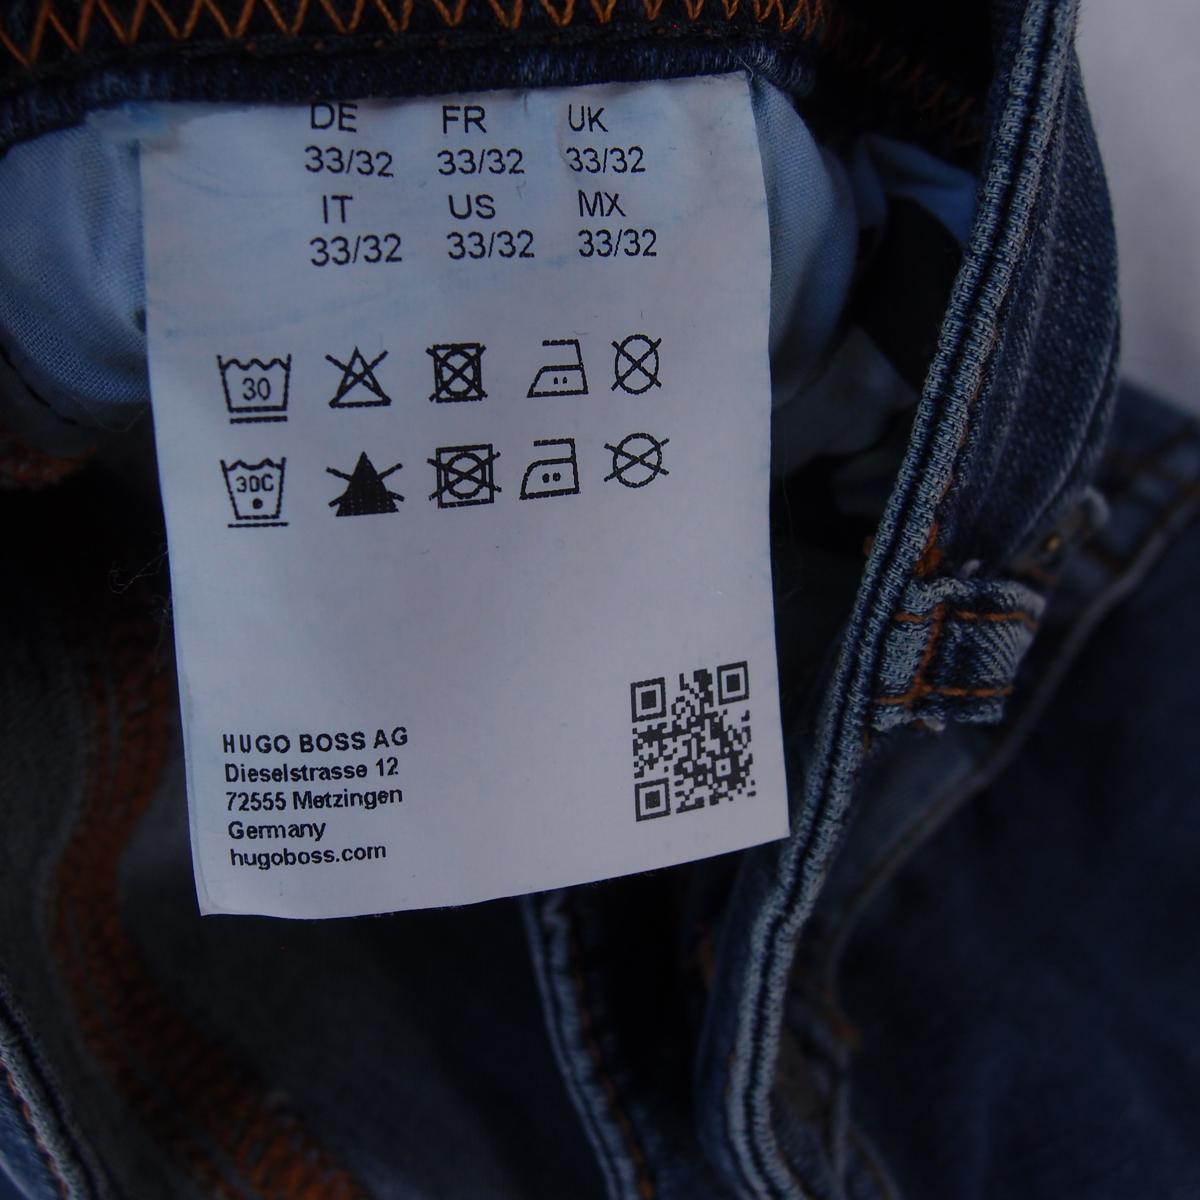 DE FR UK
33/32 33/32 33/32
IT US MX
33/32 33/32 33/32
30
30C
HUGO BOSS AG
Dieselstrasse 12
72555 Metzingen
Germany
hugoboss.com